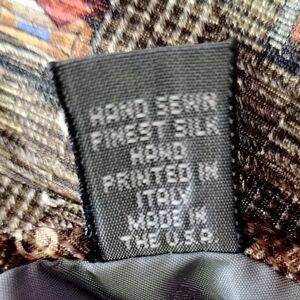 HAND SEWN
FINEST SILK
HAND
PRINTED IN
ITALY
MADE IN
THE U.S.A.